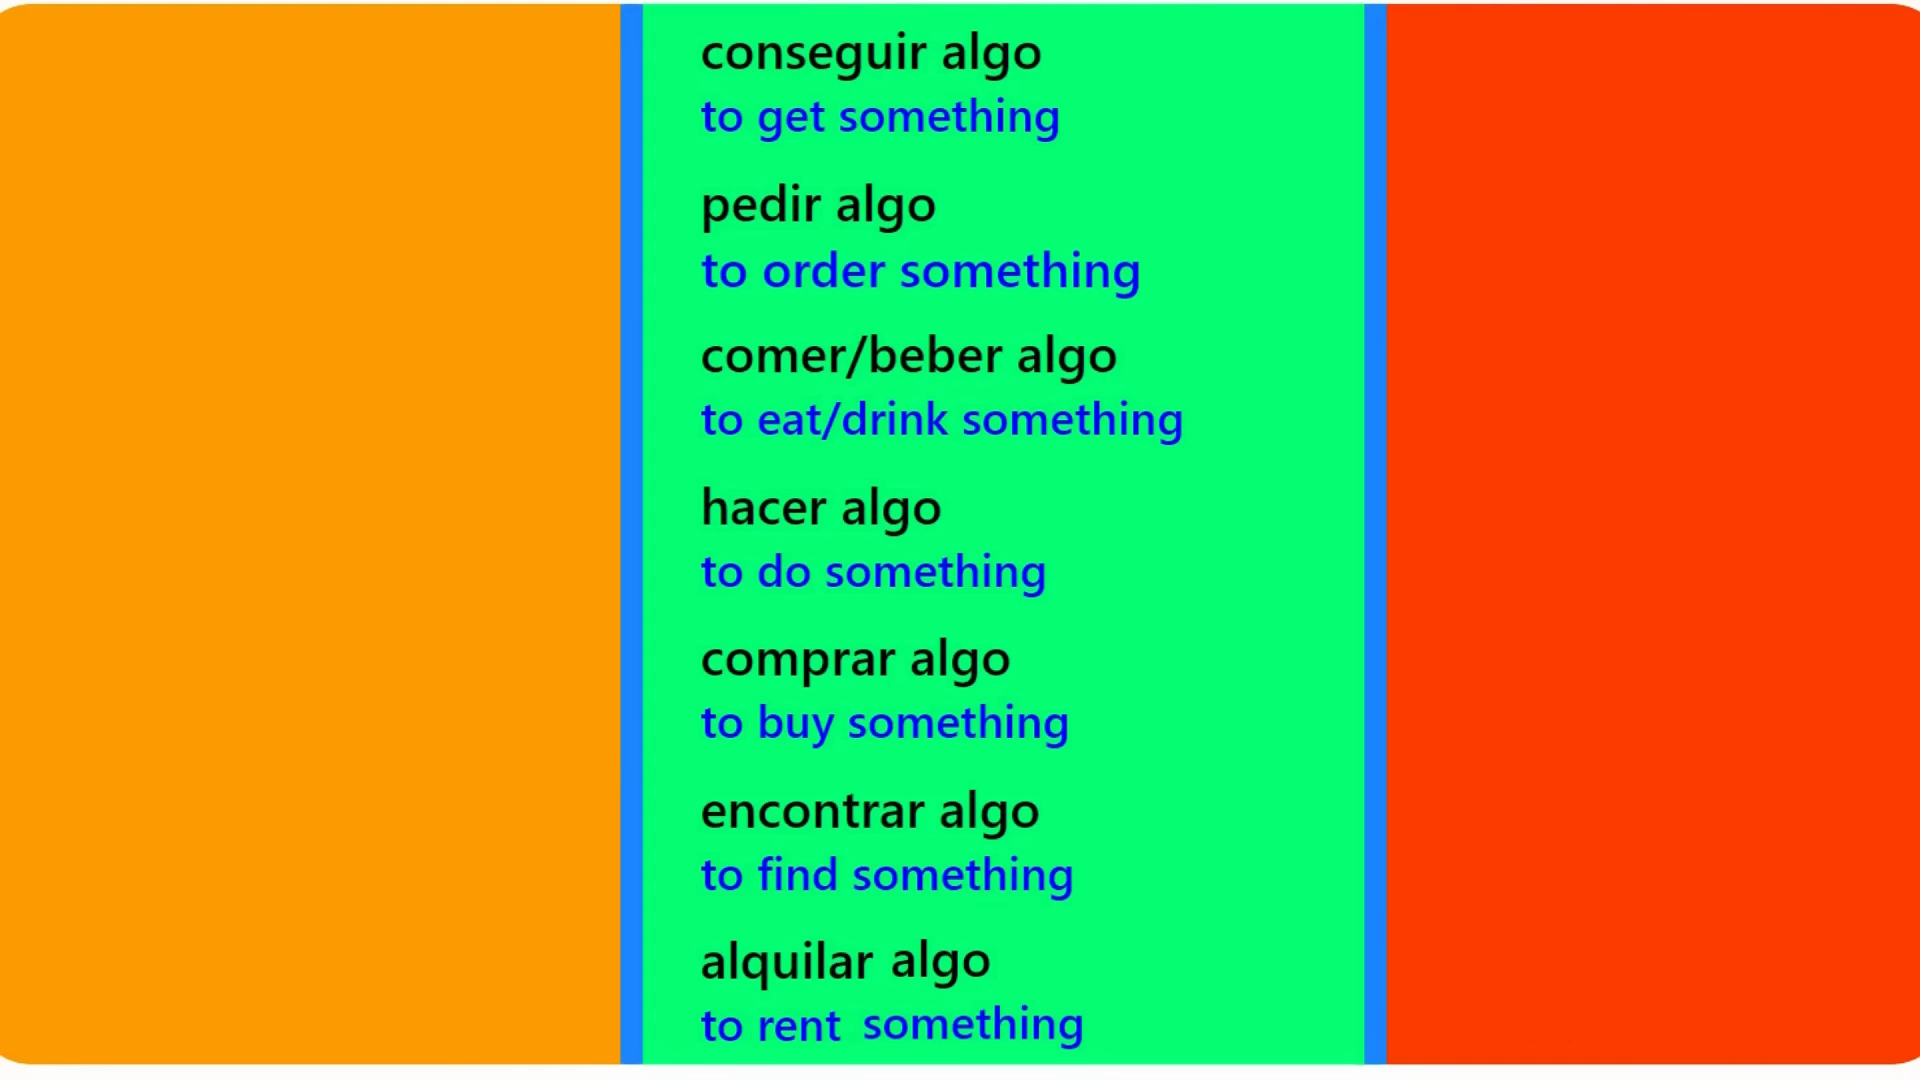 conseguir algo
to get something
pedir algo
to order something
comer/beber algo
to eat/drink something
hacer algo
to do something
comprar algo
to buy something
encontrar algo
to find something
alquilar algo
to rent something